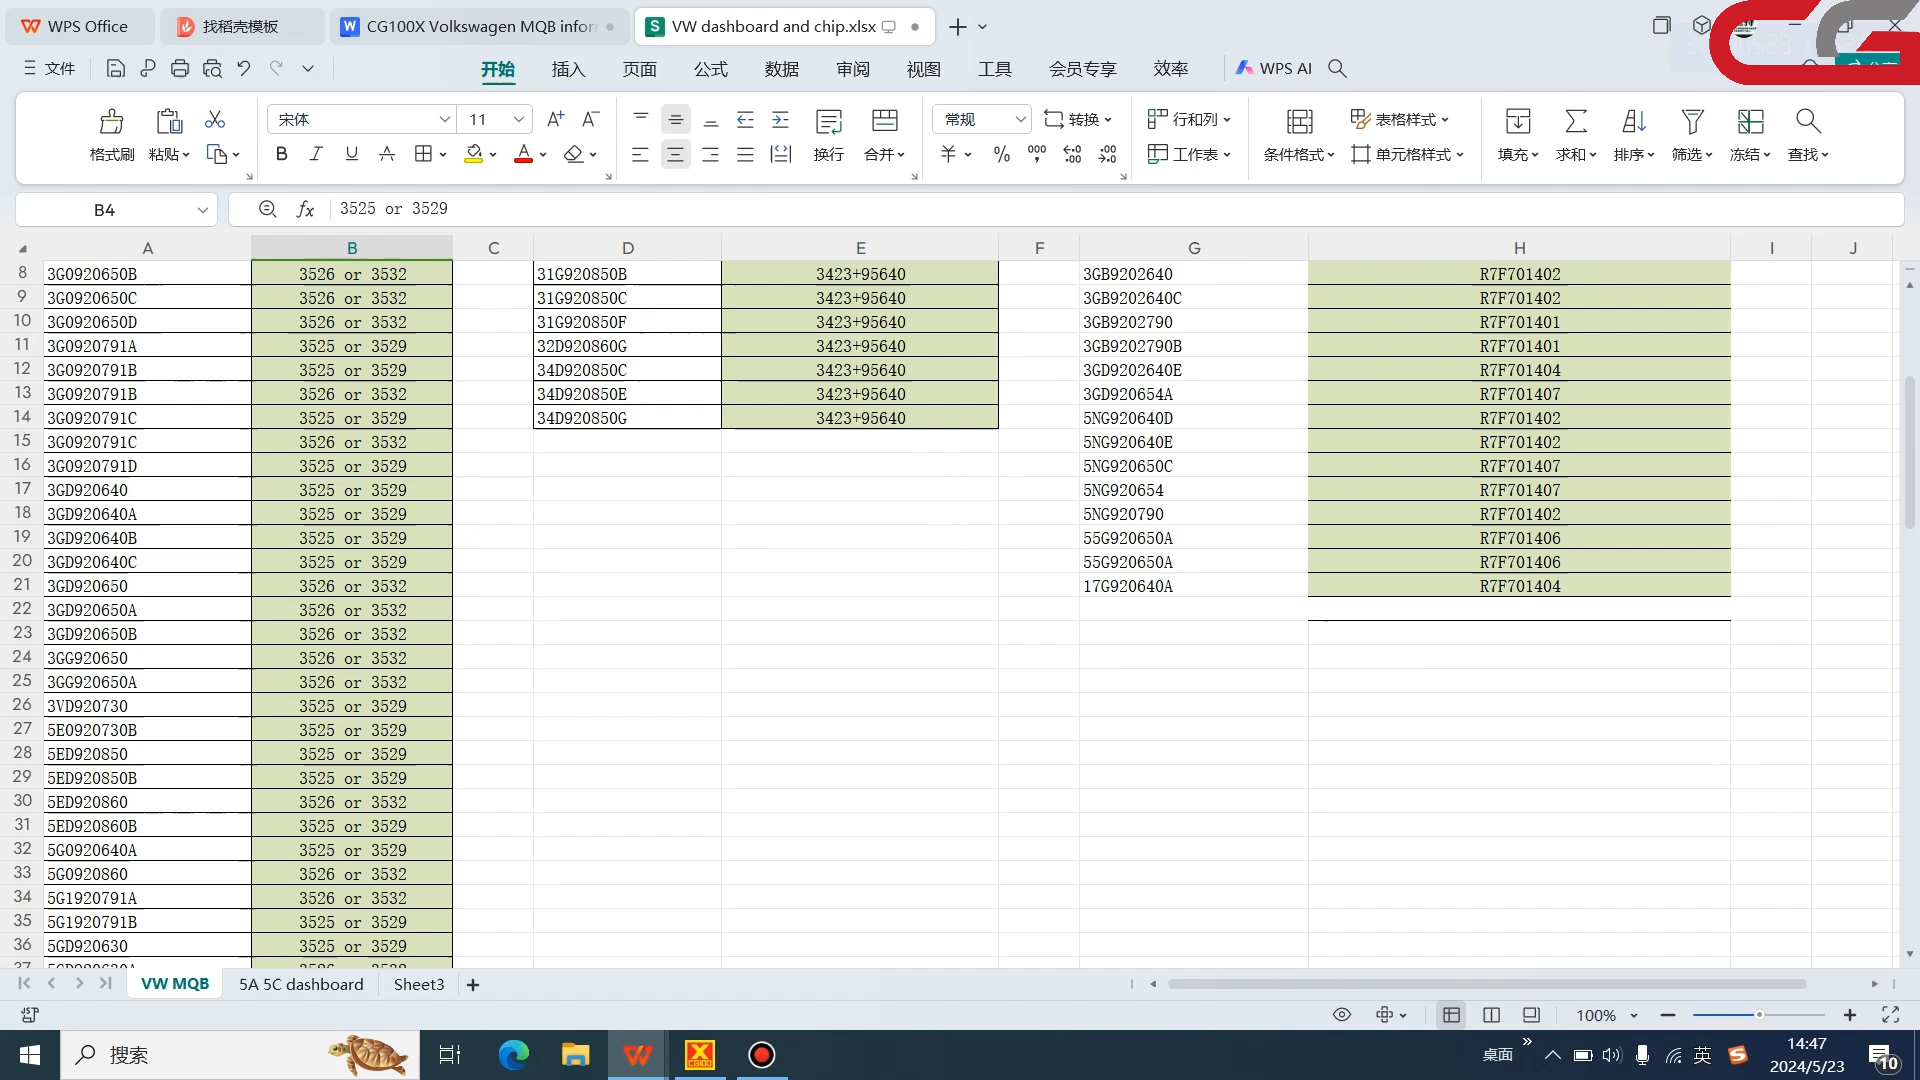 WPS Office
找稻壳模板
CG100X Volkswagen MQB infor
VW dashboard and chip.xlsx
文件
开始 插入 页面 公式 数据 审阅 视图 工具 会员专享 效率
WPS AI
格式刷 粘贴
宋体 11
换行 合并
常规 转换
行和列 工作表
条件格式 表格样式 单元格样式
填充 求和 排序 筛选 冻结 查找
B4
3525 or 3529
A B C D E F G H I J
8 3G0920650B 3526 or 3532 31G920850B 3423+95640 3GB9202640 R7F701402
9 3G0920650C 3526 or 3532 31G920850C 3423+95640 3GB9202640C R7F701402
10 3G0920650D 3526 or 3532 31G920850F 3423+95640 3GB9202790 R7F701401
11 3G0920791A 3525 or 3529 32D920860G 3423+95640 3GB9202790B R7F701401
12 3G0920791B 3525 or 3529 34D920850C 3423+95640 3GD9202640E R7F701404
13 3G0920791B 3526 or 3532 34D920850E 3423+95640 3GD920654A R7F701407
14 3G0920791C 3525 or 3529 34D920850G 3423+95640 5NG920640D R7F701402
15 3G0920791C 3526 or 3532 5NG920640E R7F701402
16 3G0920791D 3525 or 3529 5NG920650C R7F701407
17 3GD920640 3525 or 3529 5NG920654 R7F701407
18 3GD920640A 3525 or 3529 5NG920790 R7F701402
19 3GD920640B 3525 or 3529 55G920650A R7F701406
20 3GD920640C 3525 or 3529 55G920650A R7F701406
21 3GD920650 3526 or 3532 17G920640A R7F701404
22 3GD920650A 3526 or 3532
23 3GD920650B 3526 or 3532
24 3GG920650 3526 or 3532
25 3GG920650A 3526 or 3532
26 3VD920730 3525 or 3529
27 5E0920730B 3525 or 3529
28 5ED920850 3525 or 3529
29 5ED920850B 3525 or 3529
30 5ED920860 3526 or 3532
31 5ED920860B 3525 or 3529
32 5G0920640A 3525 or 3529
33 5G0920860 3526 or 3532
34 5G1920791A 3526 or 3532
35 5G1920791B 3525 or 3529
36 5GD920630 3525 or 3529
VW MQB 5A 5C dashboard Sheet3
100%
搜索
桌面
英
14:47
2024/5/23
10